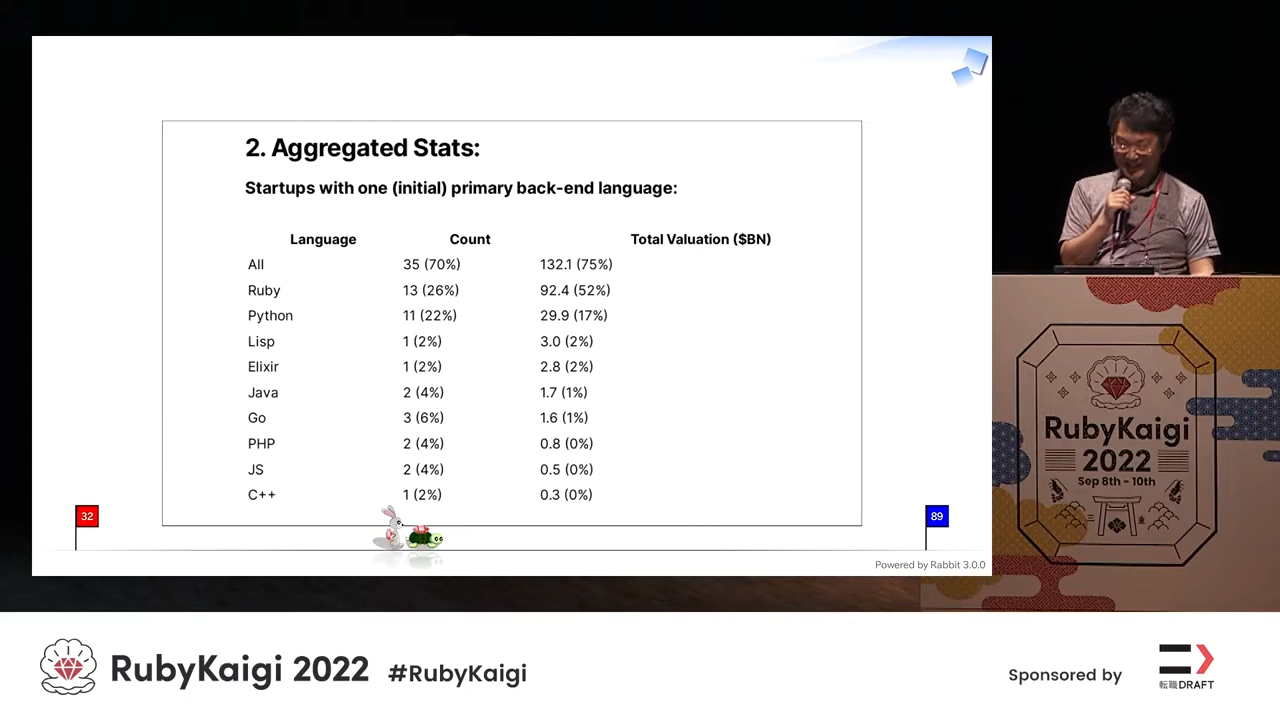 2. Aggregated Stats:
Startups with one (initial) primary back-end language:
Language Count Total Valuation ($BN)
All 35 (70%) 132.1 (75%)
Ruby 13 (26%) 92.4 (52%)
Python 11 (22%) 29.9 (17%)
Lisp 1 (2%) 3.0 (2%)
Elixir 1 (2%) 2.8 (2%)
Java 2 (4%) 1.7 (1%)
Go 3 (6%) 1.6 (1%)
PHP 2 (4%) 0.8 (0%)
JS 2 (4%) 0.5 (0%)
C++ 1 (2%) 0.3 (0%)
32
89
Powered by Rabbit 3.0.0
RubyKaigi
2022
Sep 8th - 10th
RubyKaigi 2022 #RubyKaigi
Sponsored by
転職DRAFT